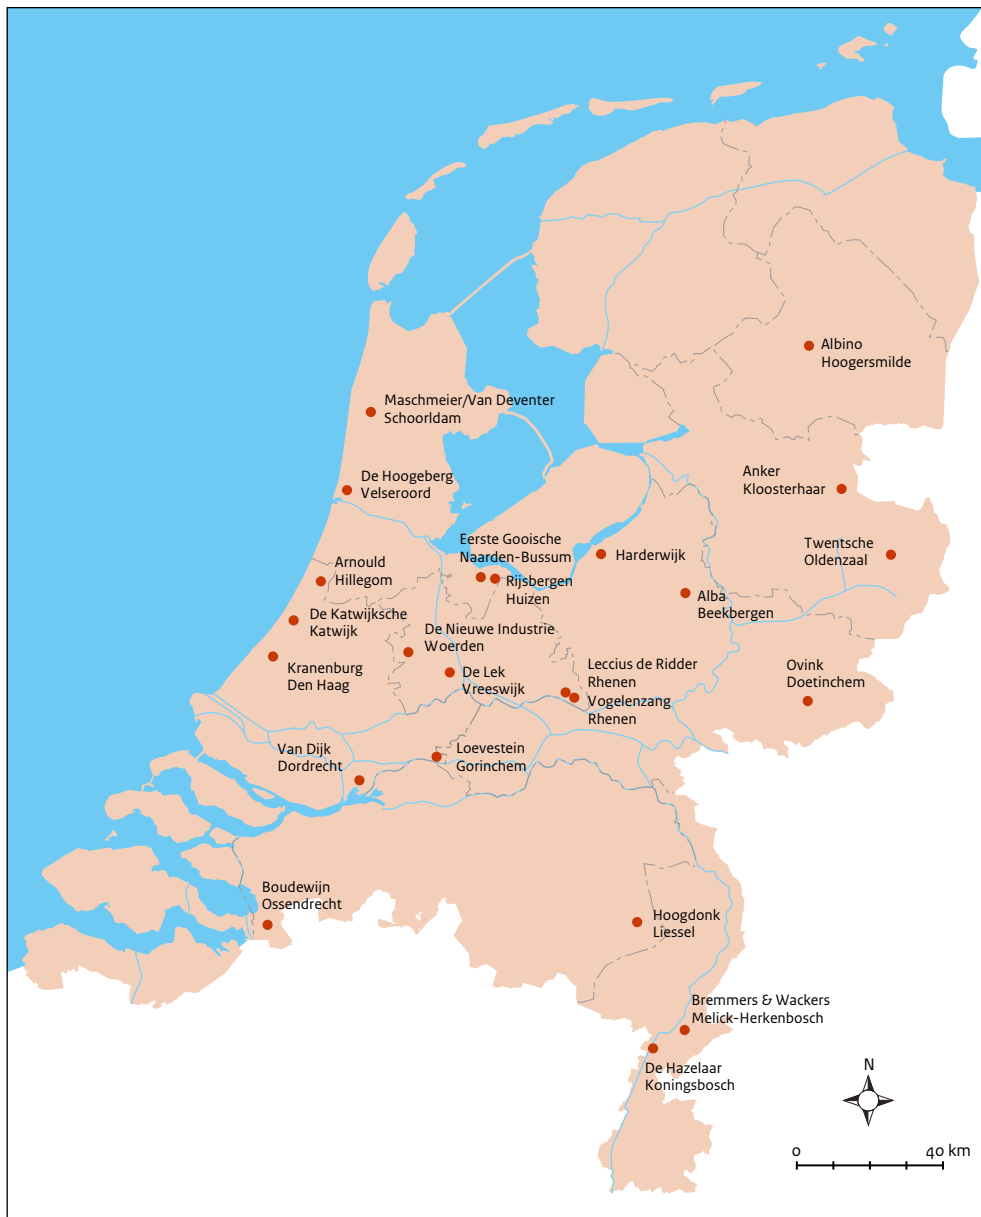 Albino
Hoogersmilde
Maschmeier/Van Deventer
Schoorldam
De Hoogeberg
Velseroord
Anker
Kloosterhaar
Eerste Gooische
Naarden-Bussum
Harderwijk
Twentsche
Oldenzaal
Arnould
Hillegom
Rijsbergen
Huizen
Alba
Beekbergen
De Katwijksche
Katwijk
De Nieuwe Industrie
Woerden
Kranenburg
Den Haag
De Lek
Vreeswijk
Leccius de Ridder
Rhenen
Vogelenzang
Rhenen
Ovink
Doetinchem
Van Dijk
Dordrecht
Loevestein
Gorinchem
Boudewijn
Ossendrecht
Hoogdonk
Liessel
Bremmers & Wackers
Melick-Herkenbosch
De Hazelaar
Koningsbosch
N
0 40 km